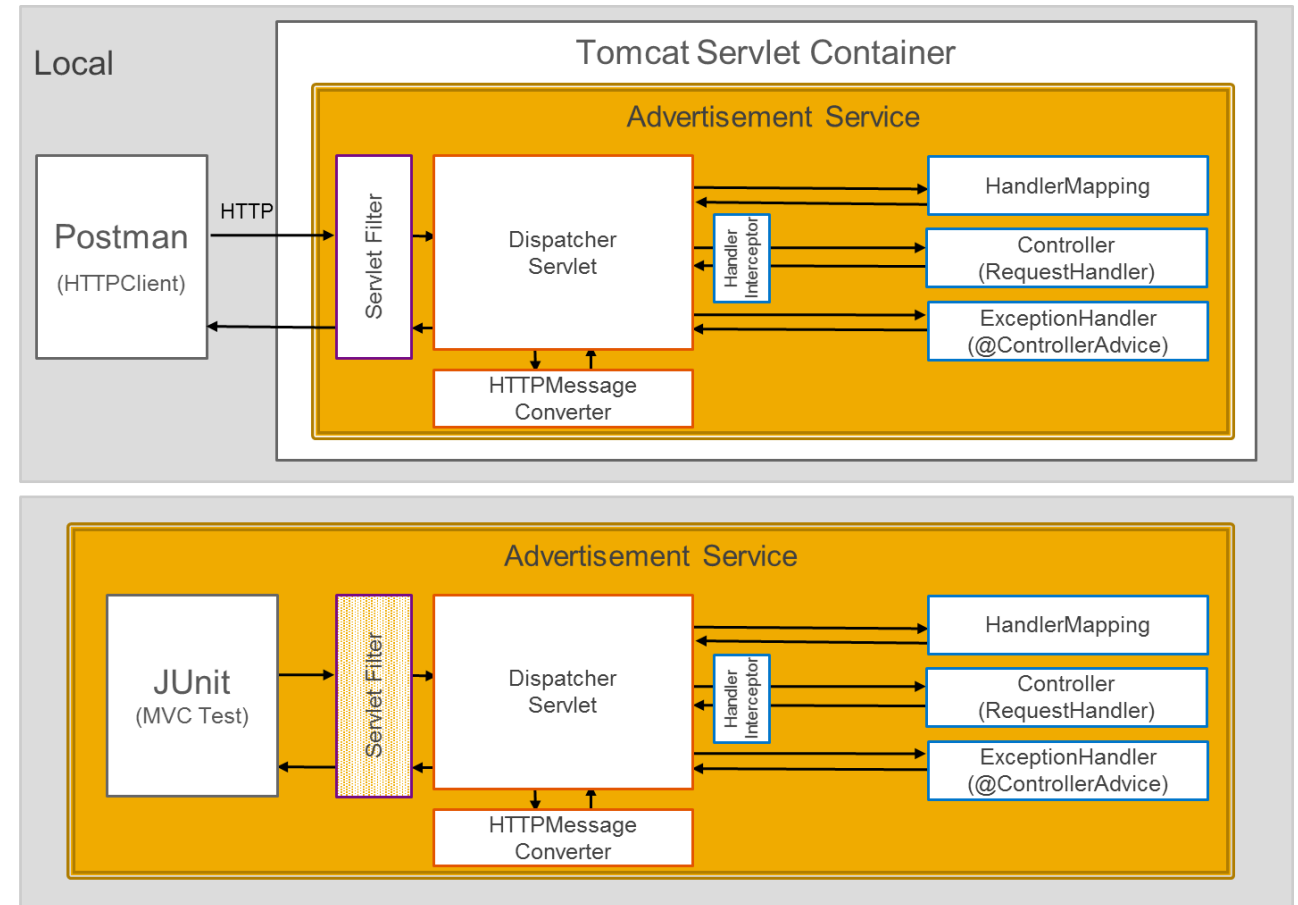 Local
Tomcat Servlet Container
Advertisement Service
Postman
(HTTPClient)
HTTP
Servlet Filter
Dispatcher
Servlet
HTTPMessage
Converter
Handler
Interceptor
HandlerMapping
Controller
(RequestHandler)
ExceptionHandler
(@ControllerAdvice)
Advertisement Service
JUnit
(MVC Test)
Servlet Filter
Dispatcher
Servlet
HTTPMessage
Converter
Handler
Interceptor
HandlerMapping
Controller
(RequestHandler)
ExceptionHandler
(@ControllerAdvice)